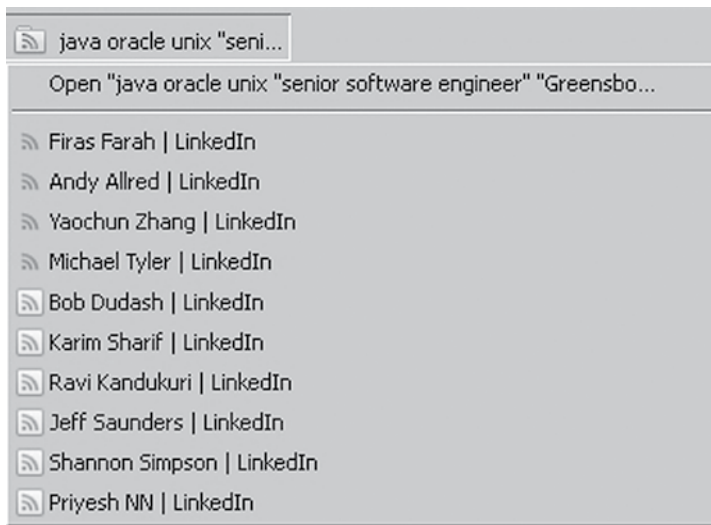 java oracle unix "seni...
Open "java oracle unix "senior software engineer" "Greensbo...
Firas Farah | LinkedIn
Andy Allred | LinkedIn
Yaochun Zhang | LinkedIn
Michael Tyler | LinkedIn
Bob Dudash | LinkedIn
Karim Sharif | LinkedIn
Ravi Kandukuri | LinkedIn
Jeff Saunders | LinkedIn
Shannon Simpson | LinkedIn
Priyesh NN | LinkedIn